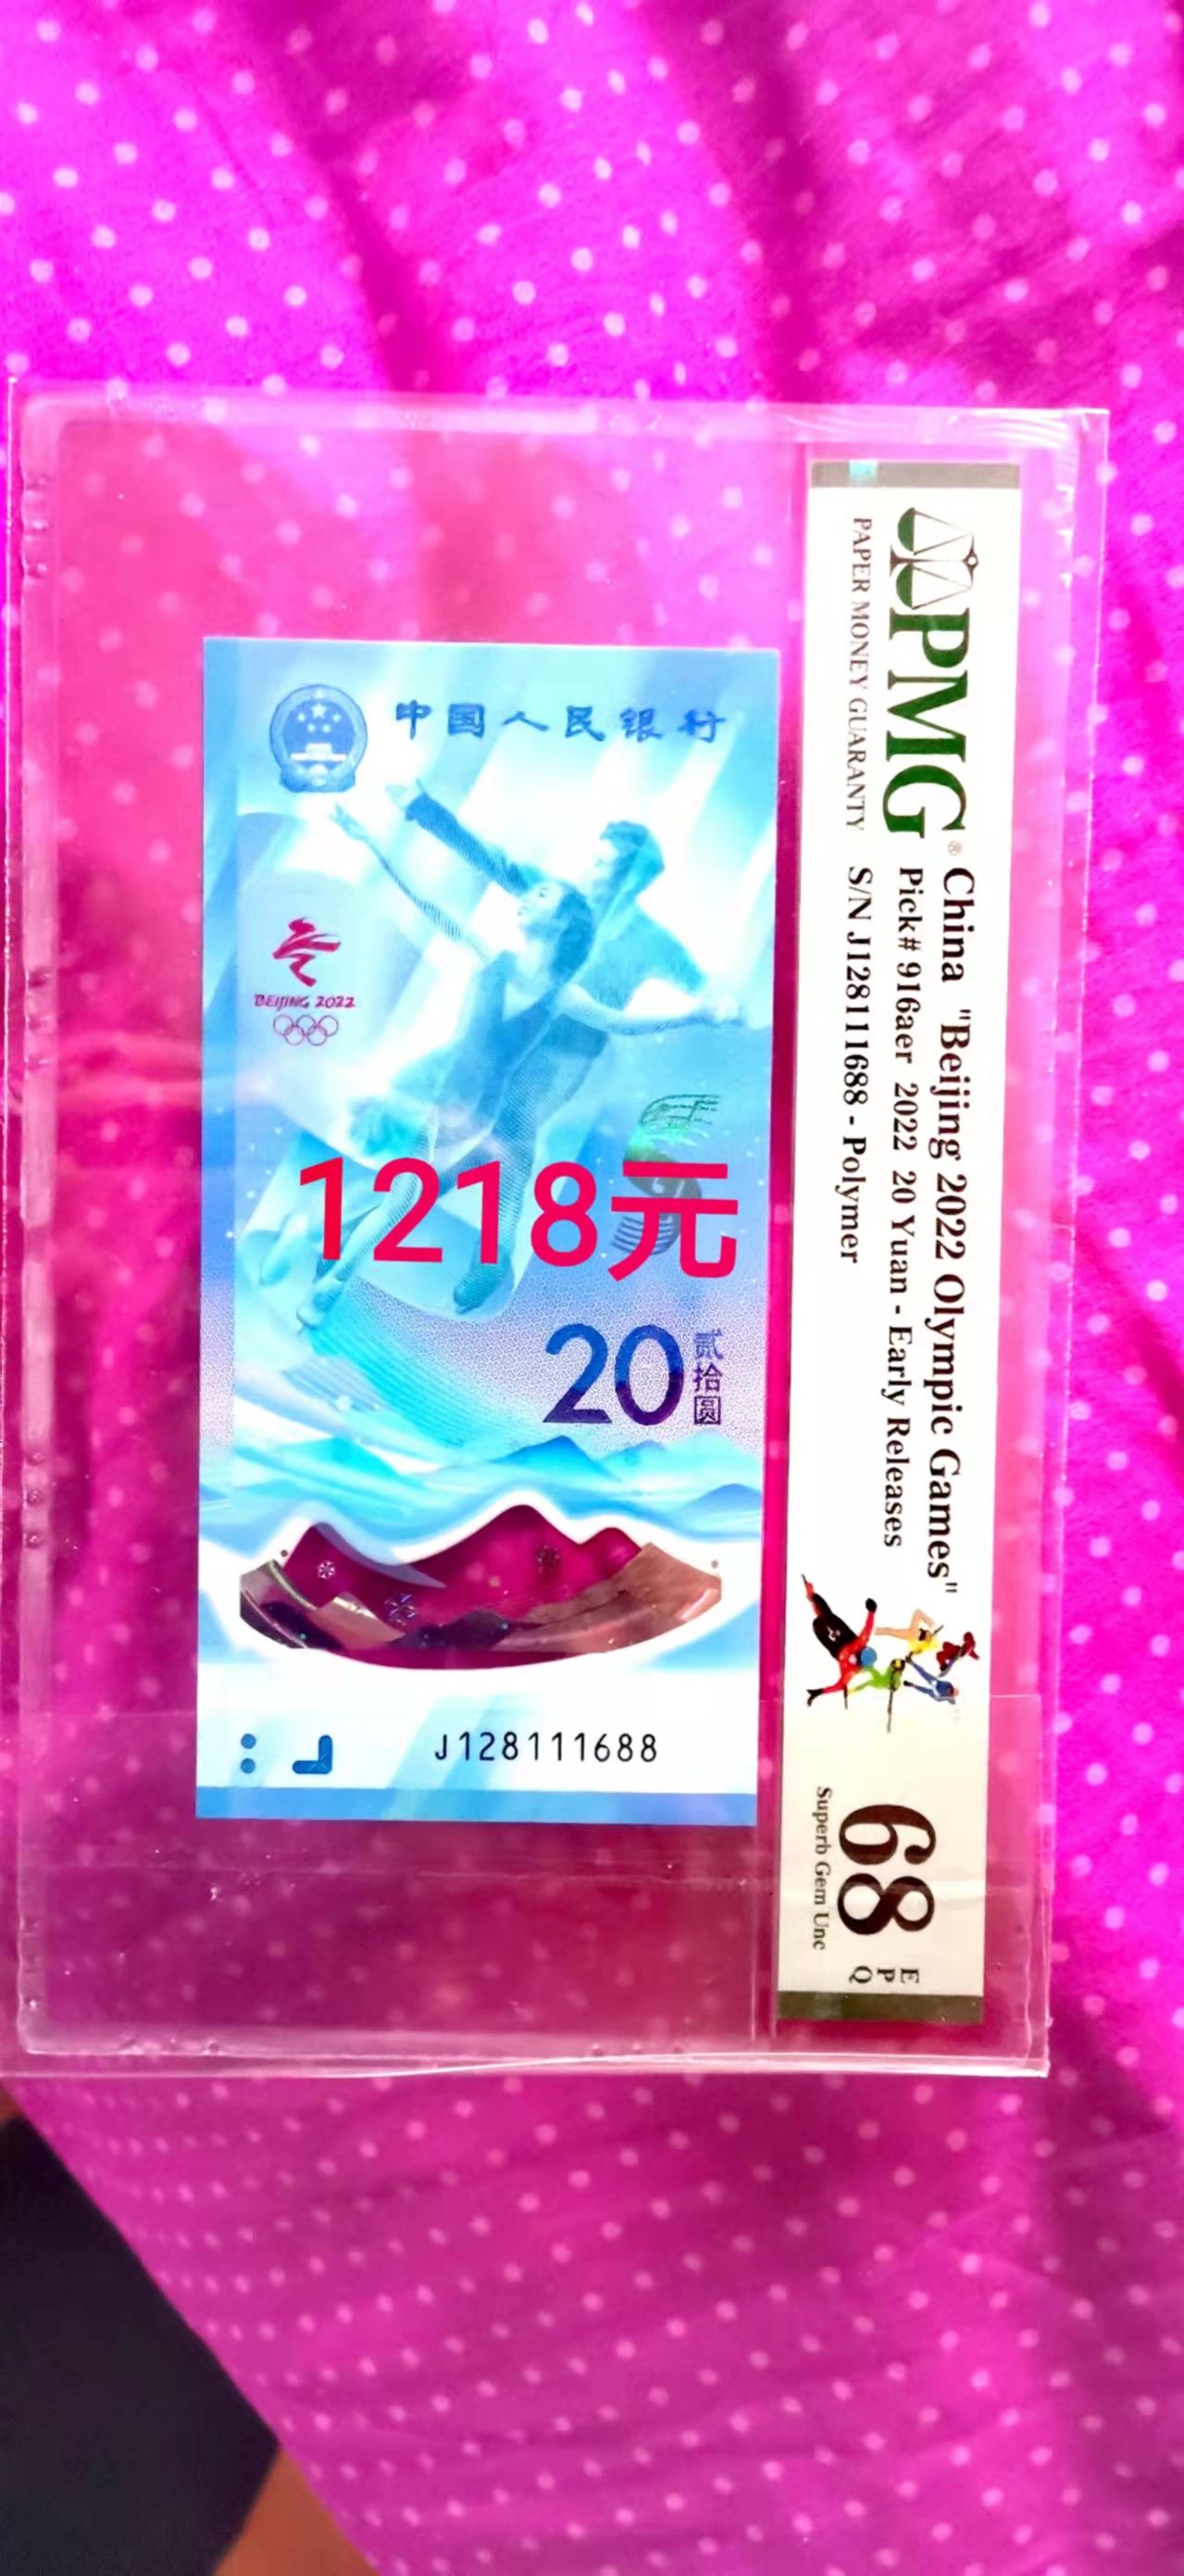 中国人民银行
BEIJING 2022
1218元
20 贰拾圆
J128111688
PMG®
PAPER MONEY GUARANTY
China "Beijing 2022 Olympic Games"
Pick# 916aer 2022 20 Yuan - Early Releases
S/N J128111688 - Polymer
68 EPQ
Superb Gem Unc